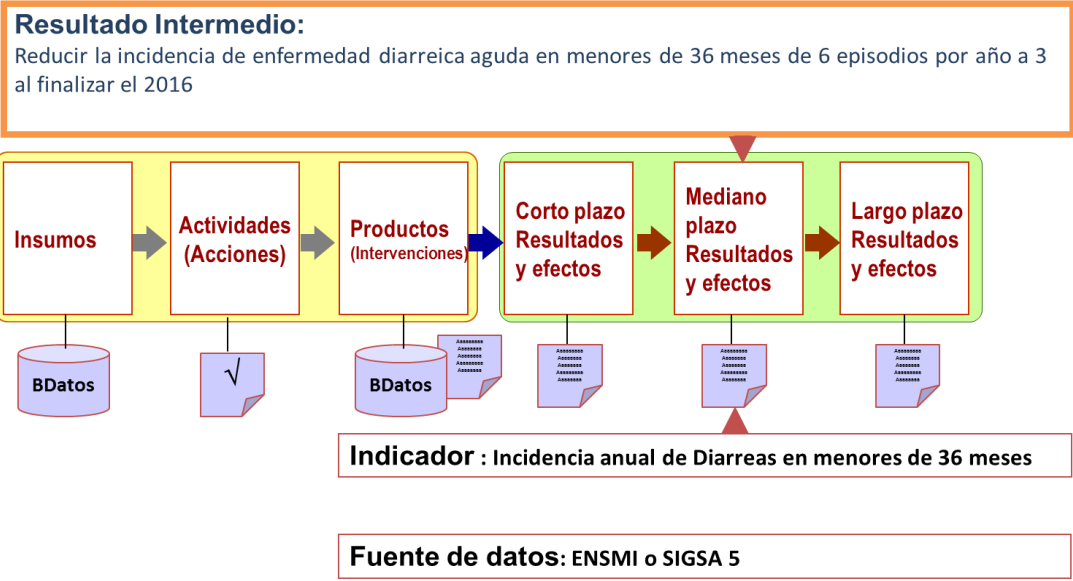 Resultado Intermedio:
Reducir la incidencia de enfermedad diarreica aguda en menores de 36 meses de 6 episodios por año a 3
al finalizar el 2016
Insumos
Actividades
(Acciones)
Productos
(Intervenciones)
Corto plazo
Resultados
y efectos
Mediano
plazo
Resultados
y efectos
Largo plazo
Resultados
y efectos
BDatos
√
BDatos
Indicador : Incidencia anual de Diarreas en menores de 36 meses
Fuente de datos: ENSMI o SIGSA 5